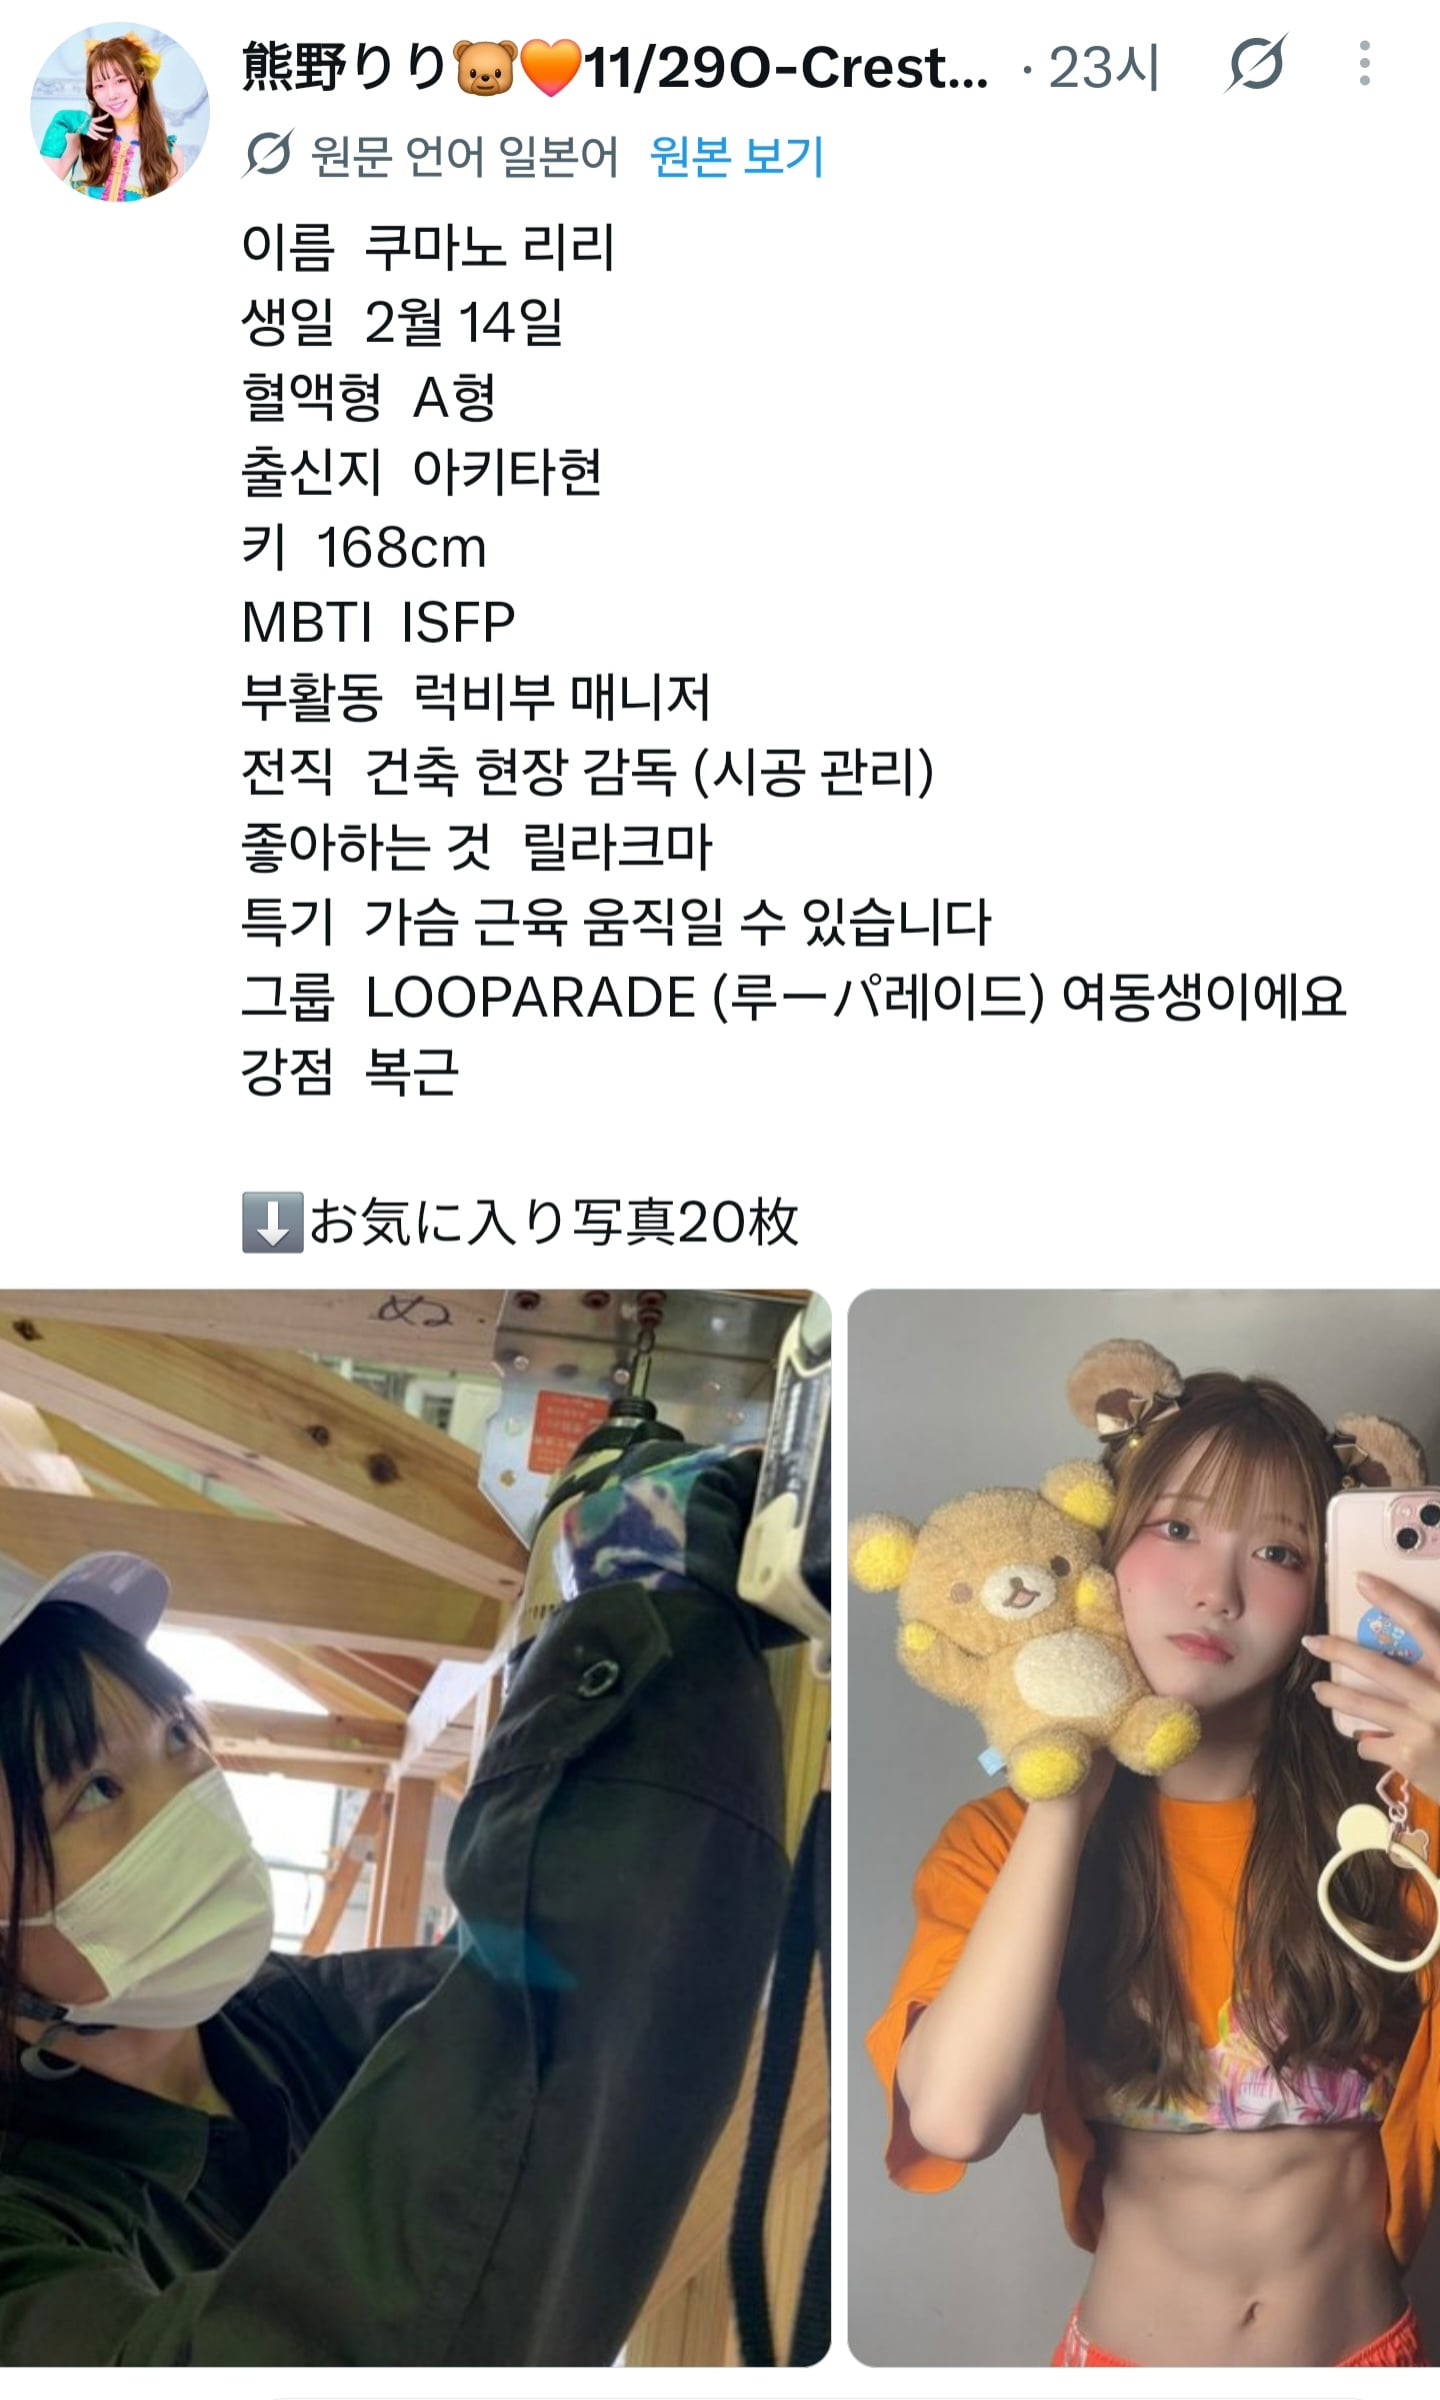 熊野りり🐻🧡11/29O-Crest... · 23시
원문 언어 일본어 원본 보기
이름 쿠마노 리리
생일 2월 14일
혈액형 A형
출신지 아키타현
키 168cm
MBTI ISFP
부활동 럭비부 매니저
전직 건축 현장 감독 (시공 관리)
좋아하는 것 릴라크마
특기 가슴 근육 움직일 수 있습니다
그룹 LOOPARADE (루ーパ레이드) 여동생이에요
강점 복근
⬇️お気に入り写真20枚
ぬ